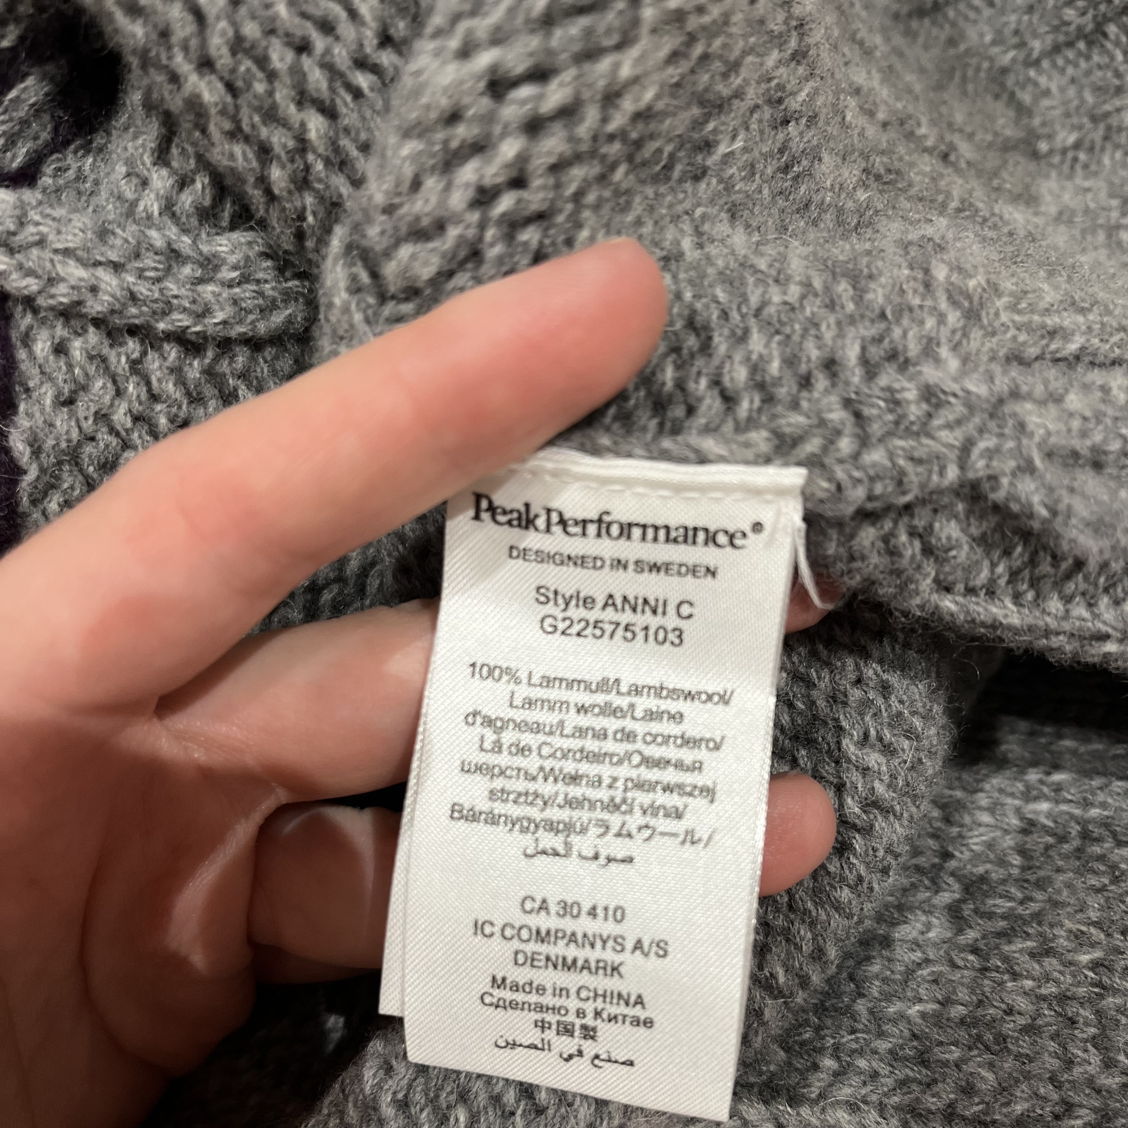 PeakPerformance®
DESIGNED IN SWEDEN
Style ANNI C
G22575103
100% Lammull/Lambswool/
Lamm wolle/Laine
d'agneau/Lana de cordero/
Lã de Cordeiro/Овечья
шерсть/Wełna z pierwszej
strzży/Jehněčí vlna/
Báránygyapjú/ラムウール/
صوف الحمل
CA 30 410
IC COMPANYS A/S
DENMARK
Made in CHINA
Сделано в Китае
中国製
صنع في الصين